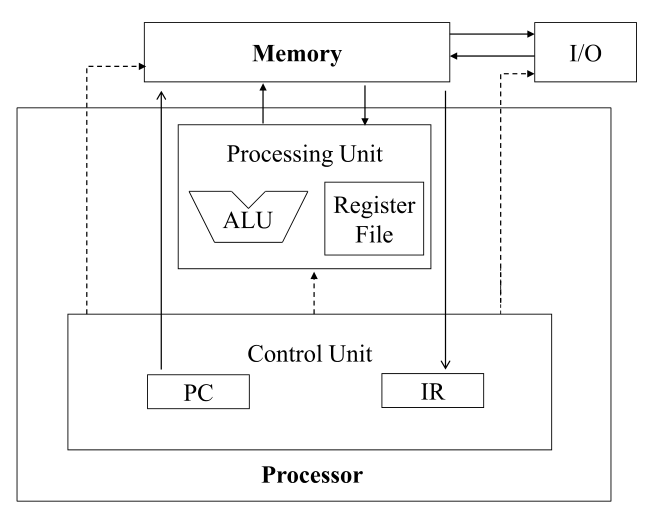 Memory
I/O
Processing Unit
ALU
Register
File
Control Unit
PC
IR
Processor